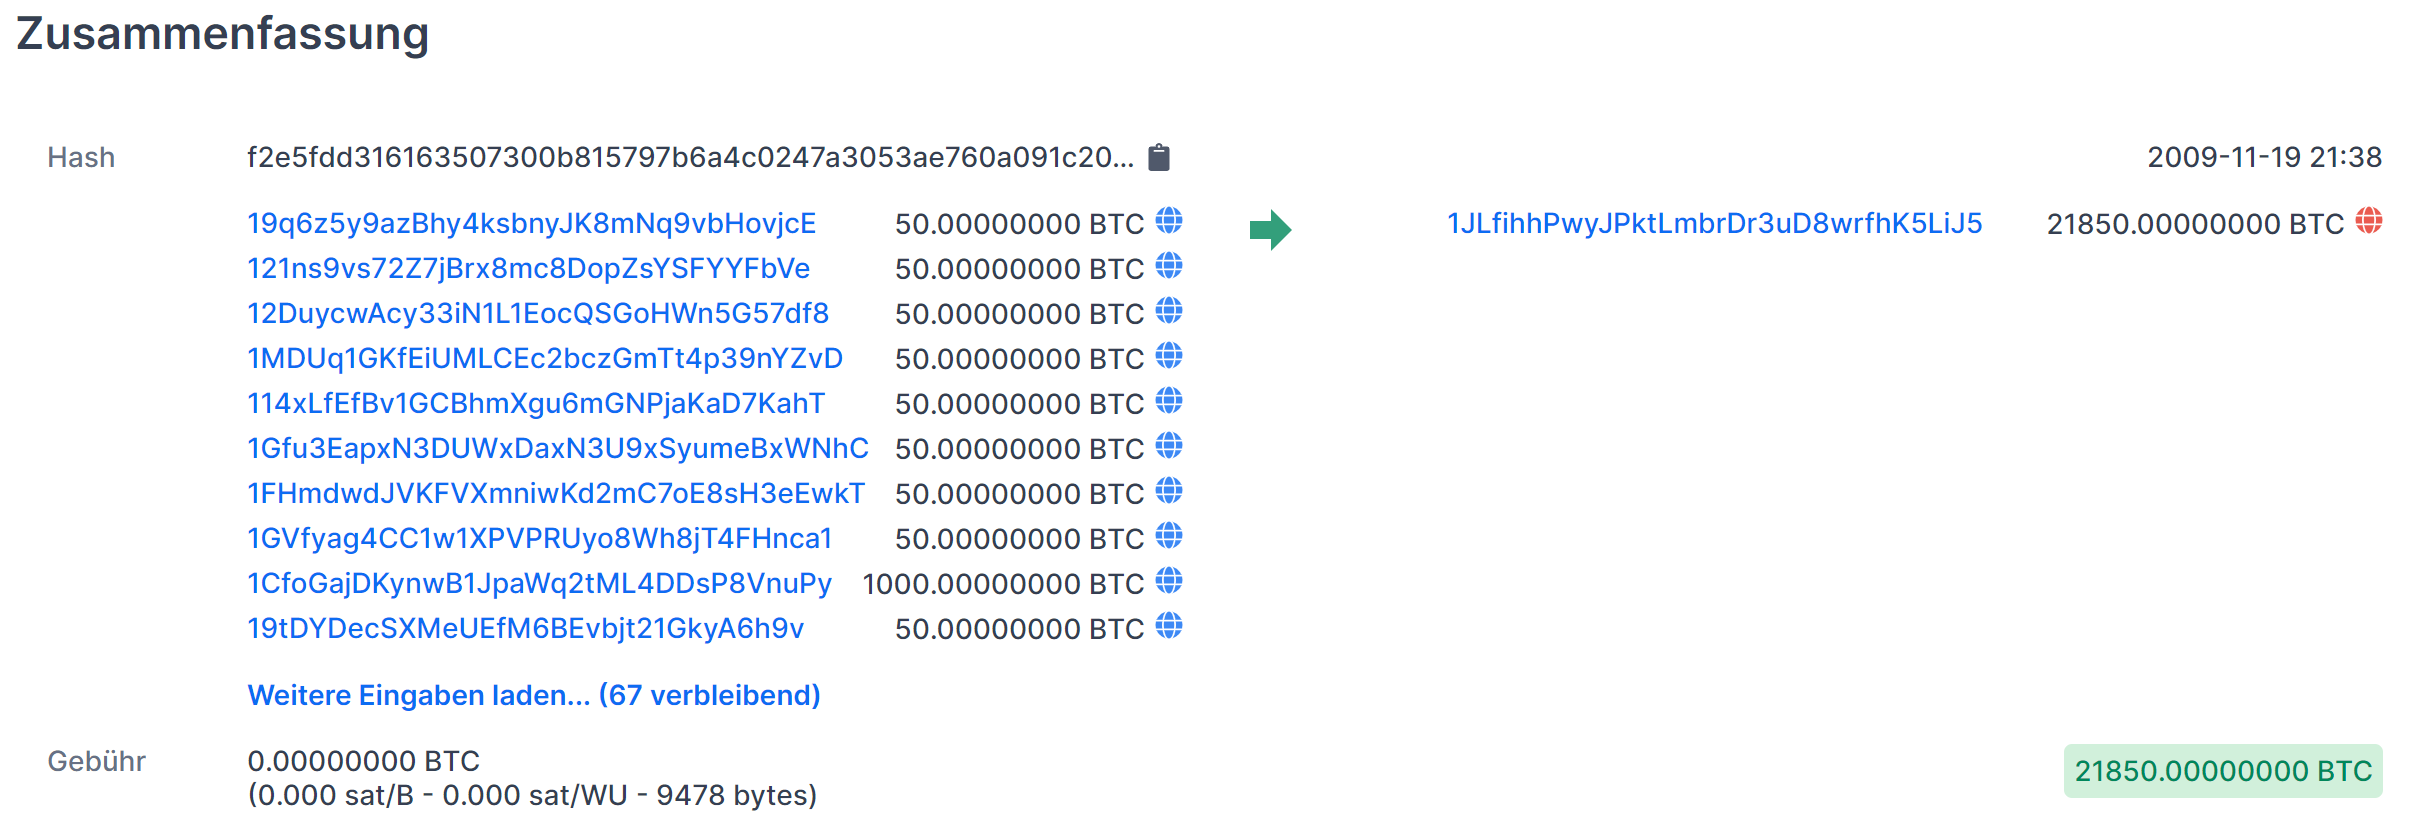 Zusammenfassung
Hash f2e5fdd316163507300b815797b6a4c0247a3053ae760a091c20... 2009-11-19 21:38
19q6z5y9azBhy4ksbnyJK8mNq9vbHovjcE 50.00000000 BTC 1JLfihhPwyJPktLmbrDr3uD8wrfhK5LiJ5 21850.00000000 BTC
121ns9vs72Z7jBrx8mc8DopZsYSFYYFbVe 50.00000000 BTC
12DuycwAcy33iN1L1EocQSGoHWn5G57df8 50.00000000 BTC
1MDUq1GKfEiUMLCEc2bczGmTt4p39nYZvD 50.00000000 BTC
114xLfEfBv1GCBhmXgu6mGNPjaKaD7KahT 50.00000000 BTC
1Gfu3EapxN3DUWxDaxN3U9xSyumeBxWNhC 50.00000000 BTC
1FHmdwdJVKFVXmniwKd2mC7oE8sH3eEwkT 50.00000000 BTC
1GVfyag4CC1w1XPVPRUyo8Wh8jT4FHnca1 50.00000000 BTC
1CfoGajDKynwB1JpaWq2tML4DDsP8VnuPy 1000.00000000 BTC
19tDYDecSXMeUEfM6BEvbjt21GkyA6h9v 50.00000000 BTC
Weitere Eingaben laden... (67 verbleibend)
Gebühr 0.00000000 BTC 21850.00000000 BTC
(0.000 sat/B - 0.000 sat/WU - 9478 bytes)